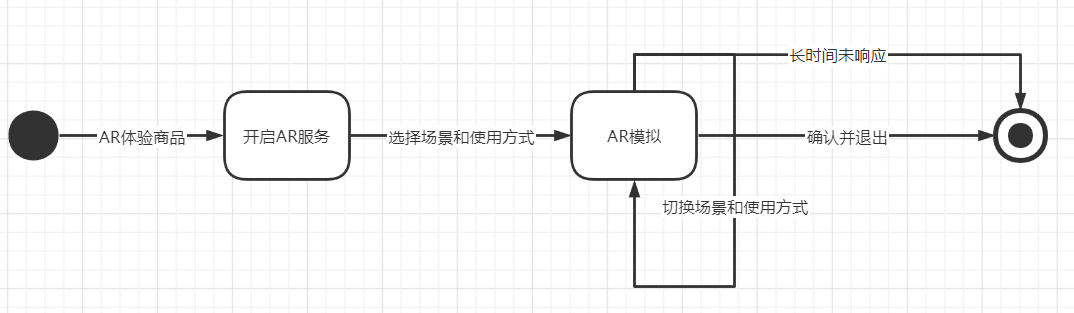 长时间未响应
AR体验商品
开启AR服务
选择场景和使用方式
AR模拟
确认并退出
切换场景和使用方式